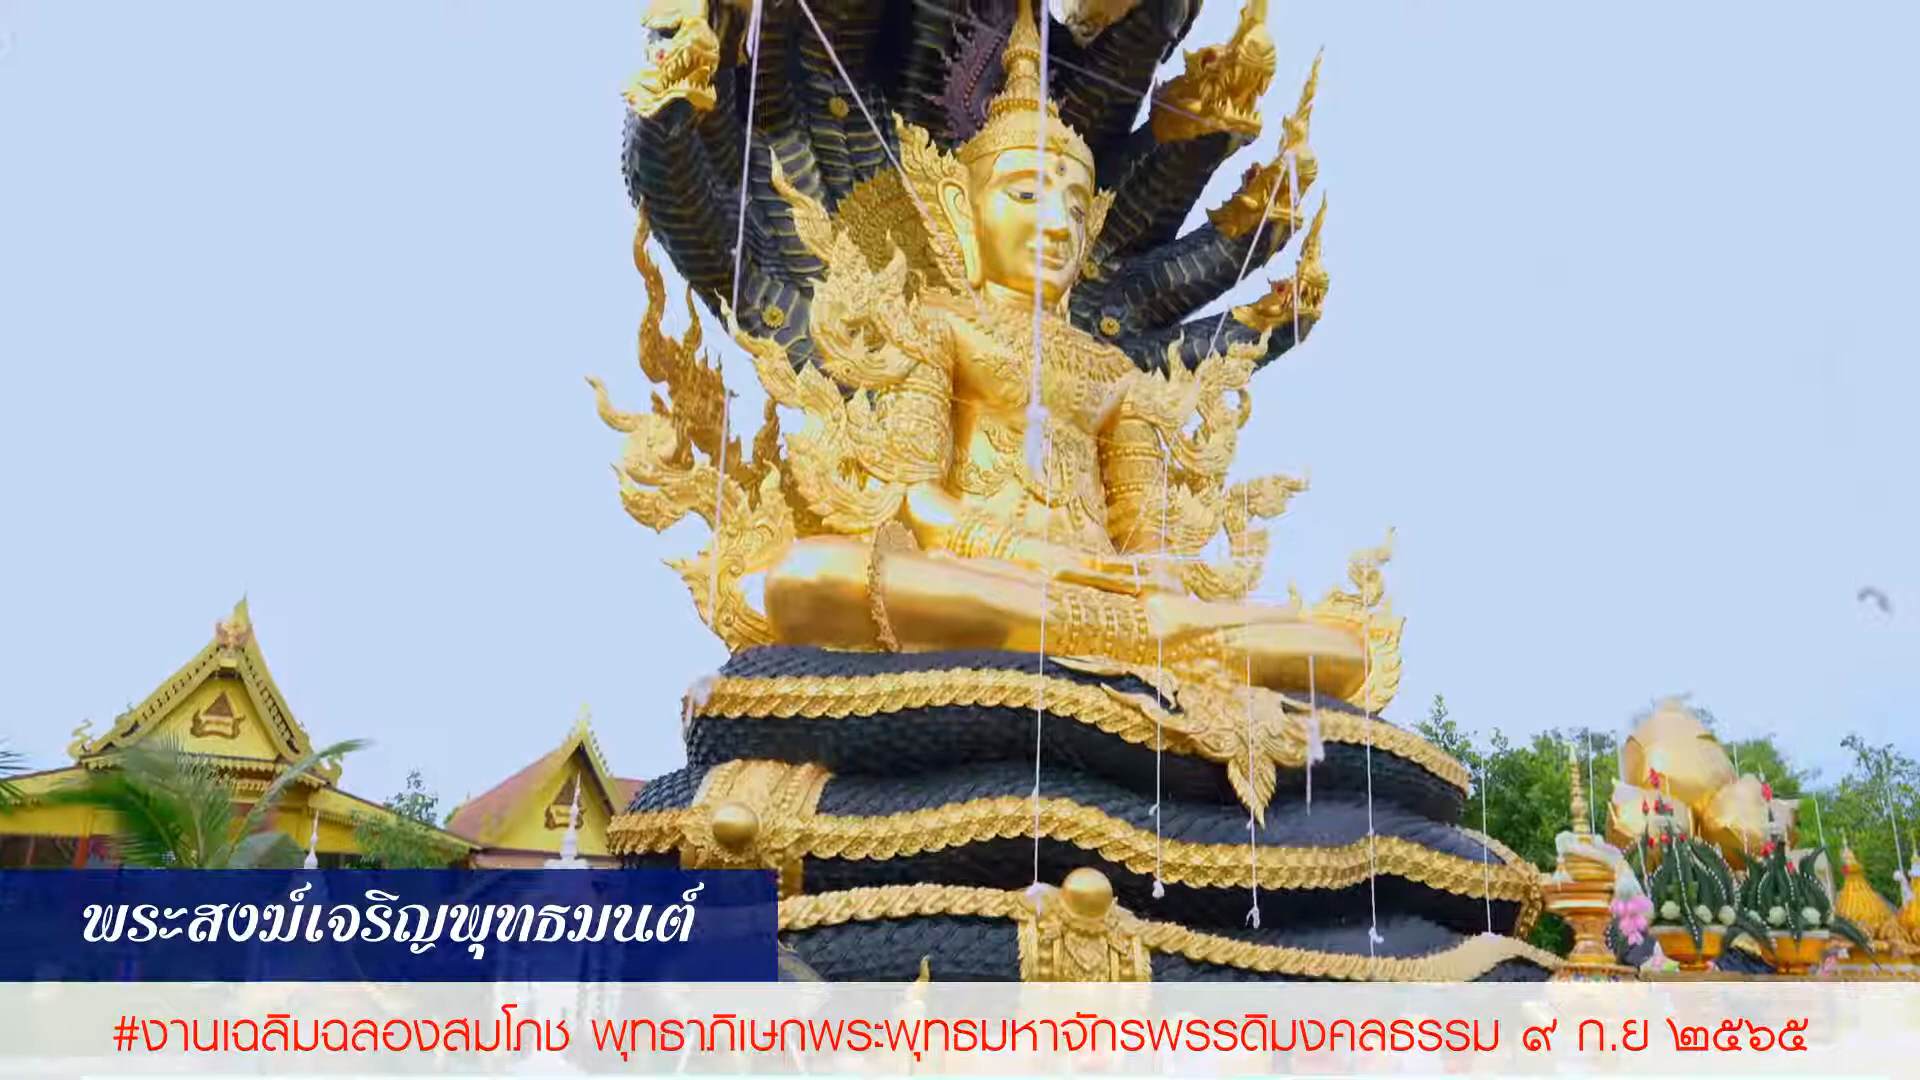 พระสงฆ์เจริญพุทธมนต์
#งานเฉลิมฉลองสมโภช พุทธาภิเษกพระพุทธมหาจักรพรรดิมงคลธรรม ๙ ก.ย ๒๕๖๕